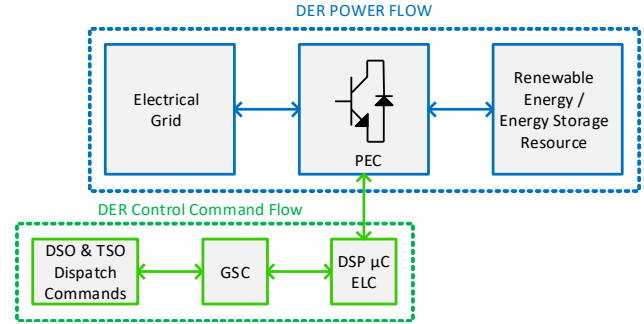 DER POWER FLOW
Electrical
Grid
PEC
Renewable
Energy /
Energy Storage
Resource
DER Control Command Flow
DSO & TSO
Dispatch
Commands
GSC
DSP µC
ELC